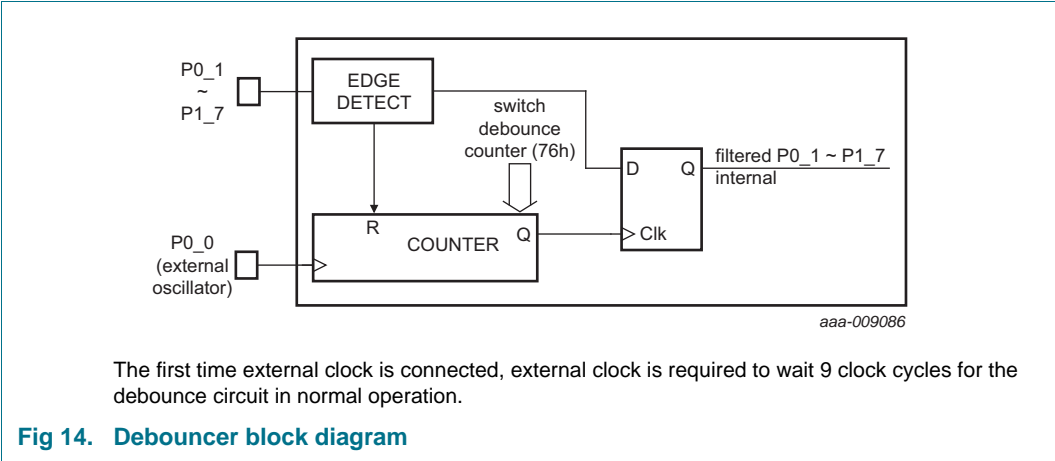 P0_1
~
P1_7
EDGE
DETECT
switch
debounce
counter (76h)
D
Q
filtered P0_1 ~ P1_7
internal
R
Q
COUNTER
Clk
P0_0
(external
oscillator)
aaa-009086
The first time external clock is connected, external clock is required to wait 9 clock cycles for the
debounce circuit in normal operation.
Fig 14. Debouncer block diagram